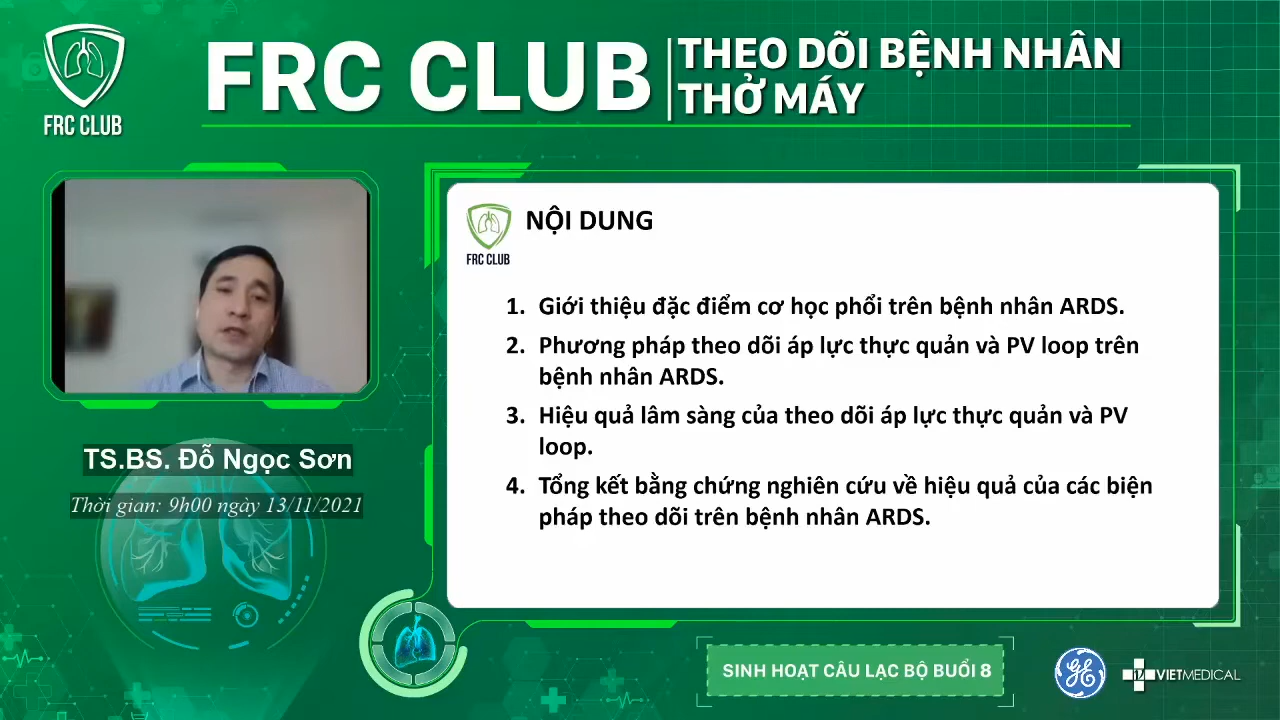 FRC CLUB
FRC CLUB
THEO DÕI BỆNH NHÂN
THỞ MÁY
TS.BS. Đỗ Ngọc Sơn
Thời gian: 9h00 ngày 13/11/2021
FRC CLUB
NỘI DUNG
1. Giới thiệu đặc điểm cơ học phổi trên bệnh nhân ARDS.
2. Phương pháp theo dõi áp lực thực quản và PV loop trên
bệnh nhân ARDS.
3. Hiệu quả lâm sàng của theo dõi áp lực thực quản và PV
loop.
4. Tổng kết bằng chứng nghiên cứu về hiệu quả của các biện
pháp theo dõi trên bệnh nhân ARDS.
SINH HOẠT CÂU LẠC BỘ BUỔI 8
GE
VIETMEDICAL